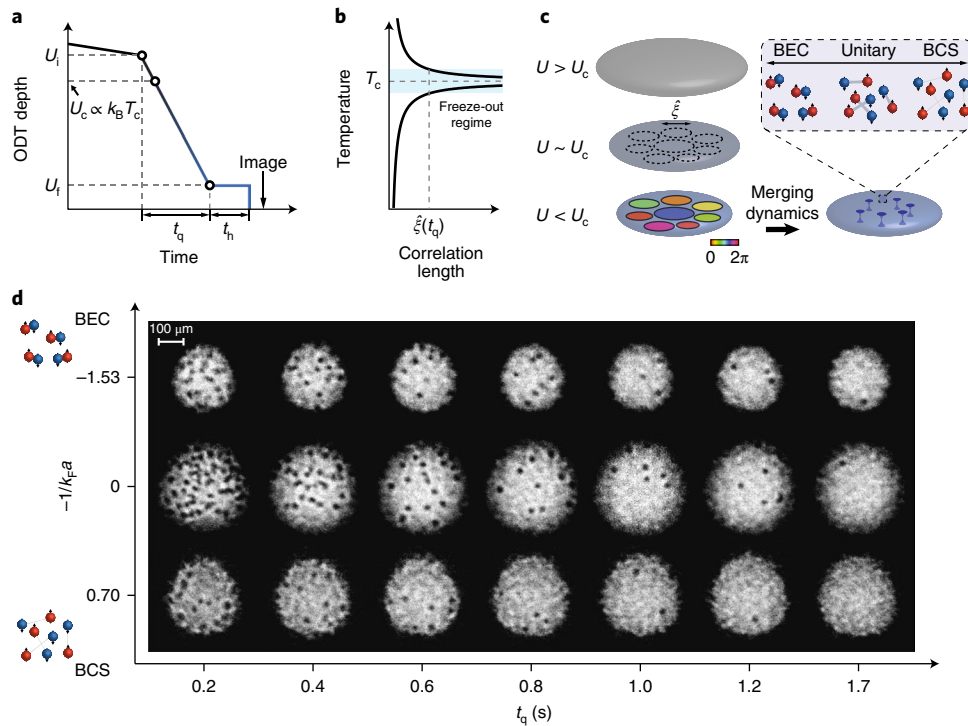 a
ODT depth
U_i
U_c ∝ k_B T_c
U_f
Image
t_q
t_h
Time
b
Temperature
T_c
Freeze-out
regime
ξ̂(t_q)
Correlation
length
c
U > U_c
U ~ U_c
ξ̂
U < U_c
0 2π
Merging
dynamics
BEC Unitary BCS
d
BEC
100 μm
−1.53
−1/k_F a
0
0.70
BCS
0.2 0.4 0.6 0.8 1.0 1.2 1.7
t_q (s)